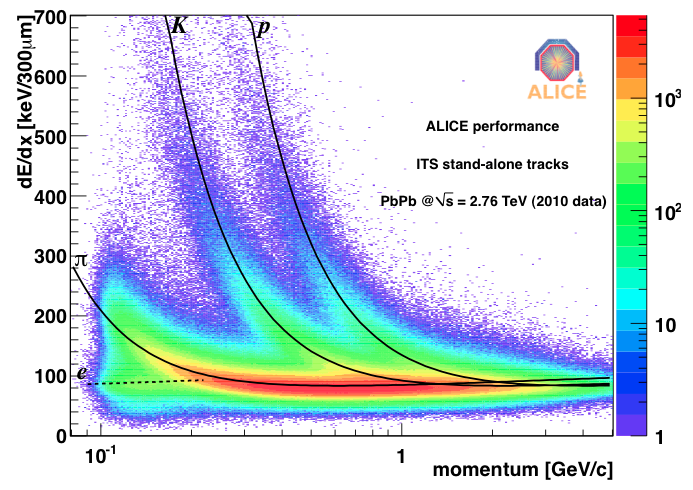 700
600
500
400
300
200
100
0
dE/dx [keV/300μm]
K
p
π
e
ALICE
ALICE performance
ITS stand-alone tracks
PbPb @√s = 2.76 TeV (2010 data)
10³
10²
10
1
10⁻¹
1
momentum [GeV/c]